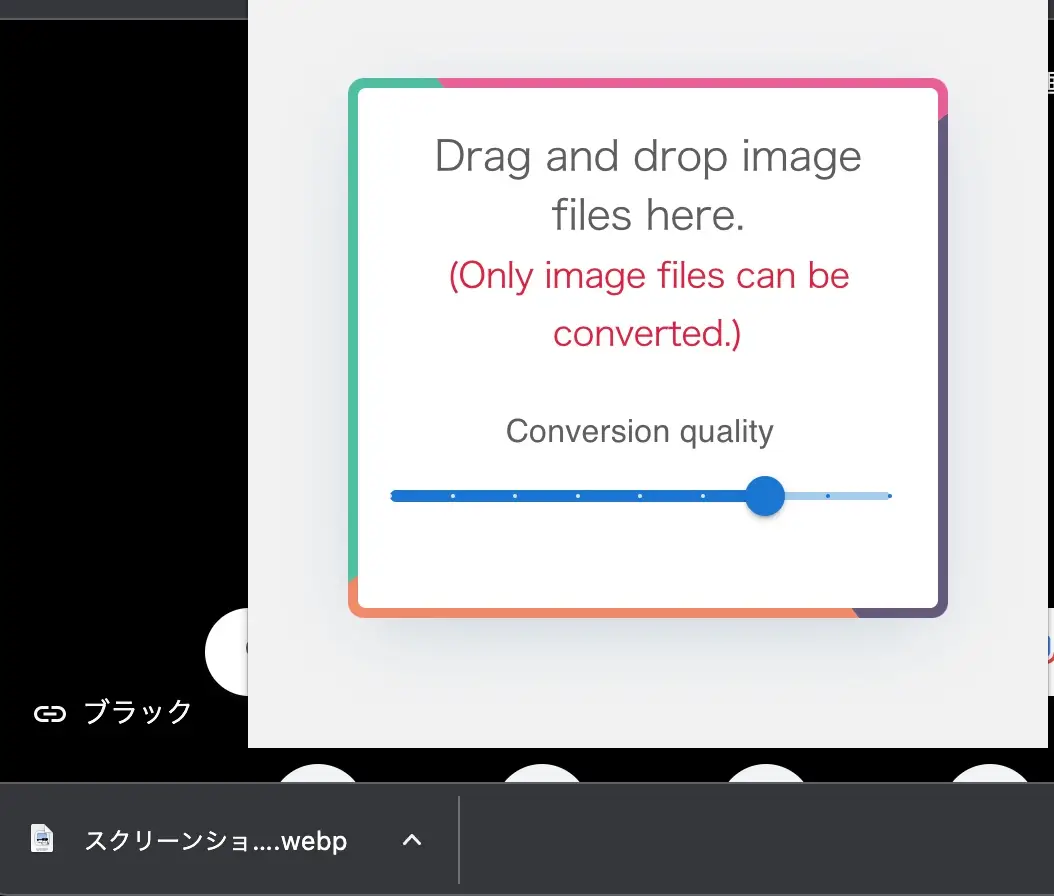 Drag and drop image
files here.
(Only image files can be
converted.)
Conversion quality
ブラック
スクリーンショ....webp